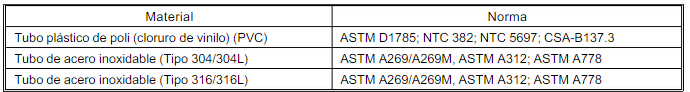 Material Norma
Tubo plástico de poli (cloruro de vinilo) (PVC) ASTM D1785; NTC 382; NTC 5697; CSA-B137.3
Tubo de acero inoxidable (Tipo 304/304L) ASTM A269/A269M, ASTM A312; ASTM A778
Tubo de acero inoxidable (Tipo 316/316L) ASTM A269/A269M, ASTM A312; ASTM A778